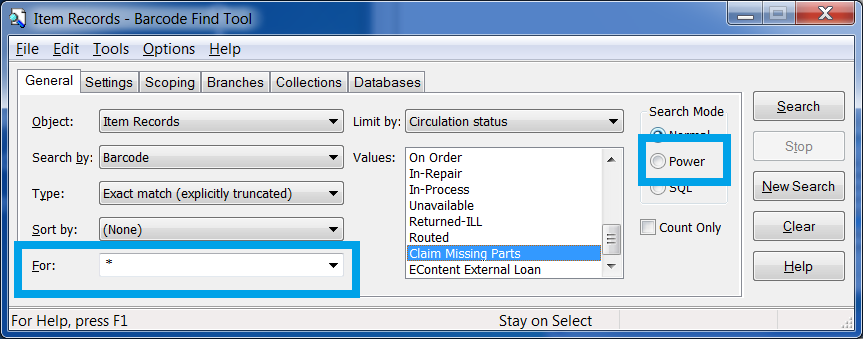 Item Records - Barcode Find Tool
File Edit Tools Options Help
General Settings Scoping Branches Collections Databases
Object: Item Records
Search by: Barcode
Type: Exact match (explicitly truncated)
Sort by: (None)
For: *
Limit by: Circulation status
Values:
On Order
In-Repair
In-Process
Unavailable
Returned-ILL
Routed
Claim Missing Parts
EContent External Loan
Search Mode
Normal
Power
SQL
Count Only
Search
Stop
New Search
Clear
Help
For Help, press F1
Stay on Select